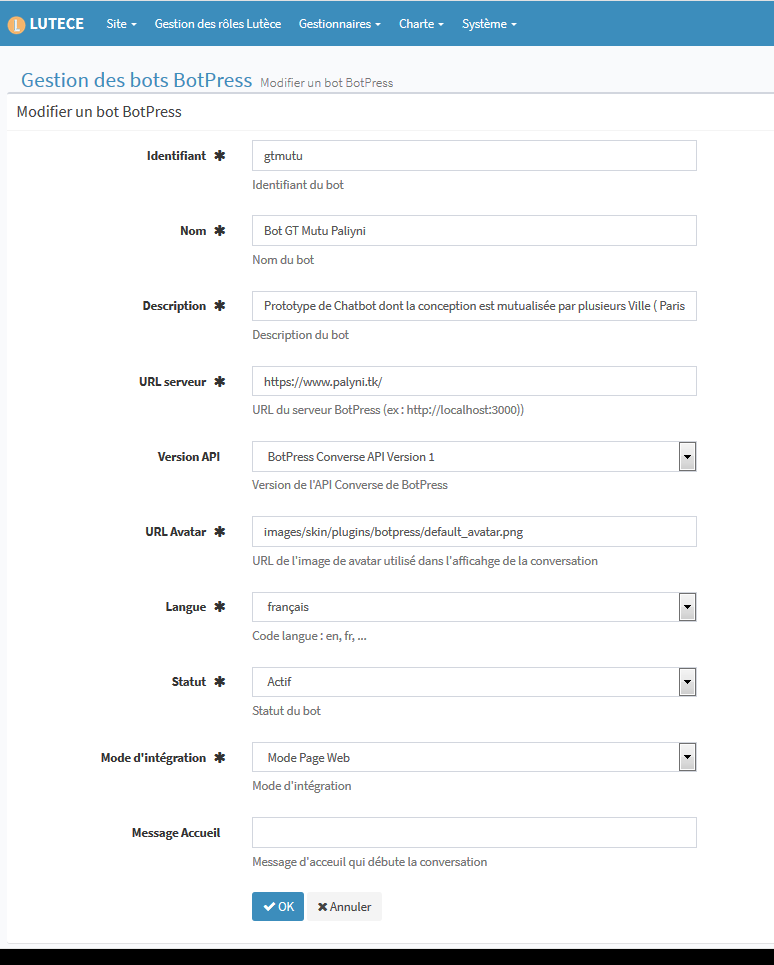 LUTECE Site Gestion des rôles Lutèce Gestionnaires Charte Système
Gestion des bots BotPress Modifier un bot BotPress
Modifier un bot BotPress
Identifiant ✱ gtmutu
Identifiant du bot
Nom ✱ Bot GT Mutu Paliyni
Nom du bot
Description ✱ Prototype de Chatbot dont la conception est mutualisée par plusieurs Ville ( Paris
Description du bot
URL serveur ✱ https://www.palyni.tk/
URL du serveur BotPress (ex : http://localhost:3000))
Version API BotPress Converse API Version 1
Version de l'API Converse de BotPress
URL Avatar ✱ images/skin/plugins/botpress/default_avatar.png
URL de l'image de avatar utilisé dans l'afficahge de la conversation
Langue ✱ français
Code langue : en, fr, ...
Statut ✱ Actif
Statut du bot
Mode d'intégration ✱ Mode Page Web
Mode d'intégration
Message Accueil
Message d'acceuil qui débute la conversation
✔ OK ✖ Annuler